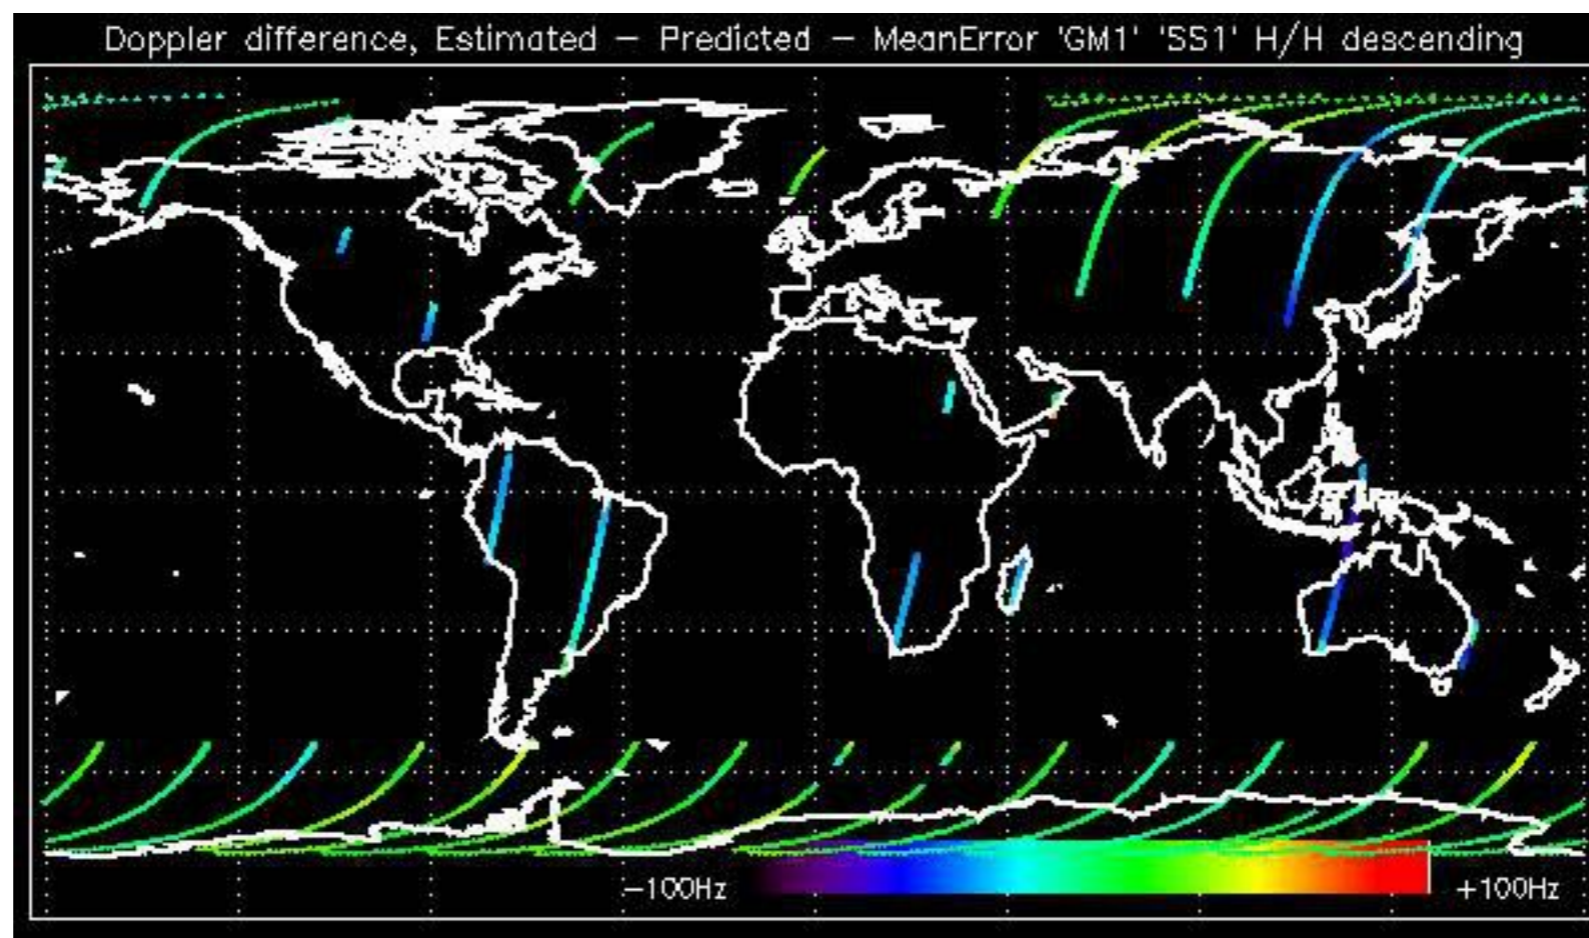 Doppler difference, Estimated – Predicted – MeanError 'GM1' 'SS1' H/H descending
–100Hz +100Hz